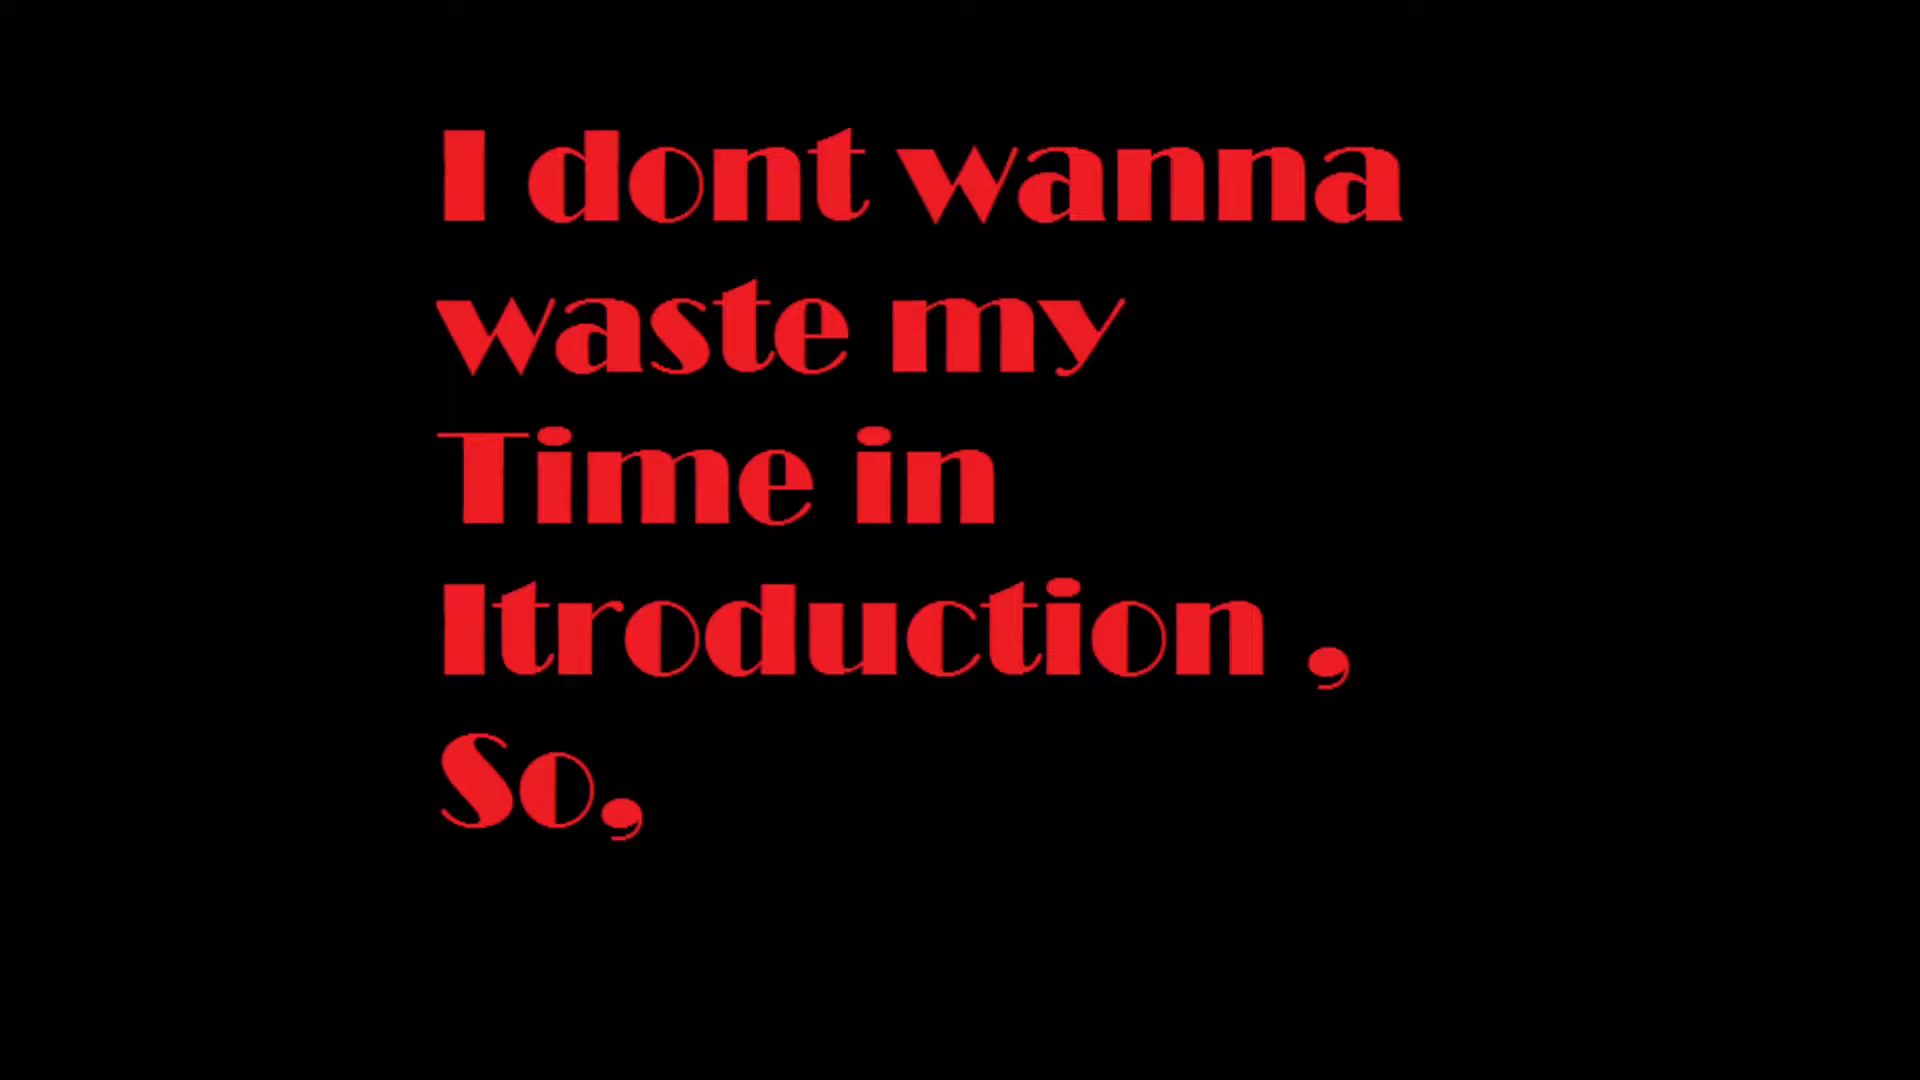 I dont wanna
waste my
Time in
Itroduction ,
So,